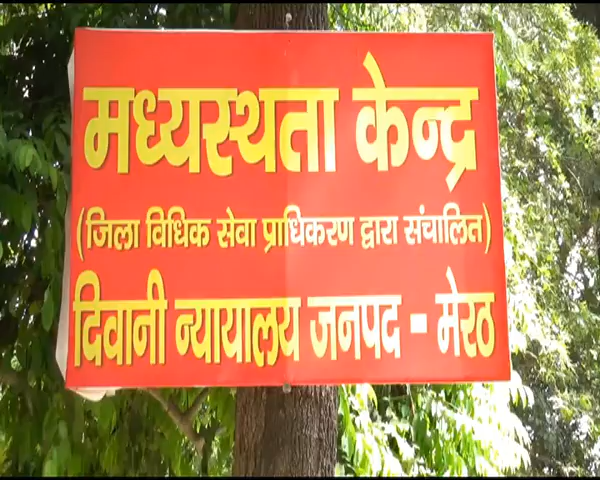 मध्यस्थता केन्द्र
(जिला विधिक सेवा प्राधिकरण द्वारा संचालित)
दिवानी न्यायालय जनपद - मेरठ